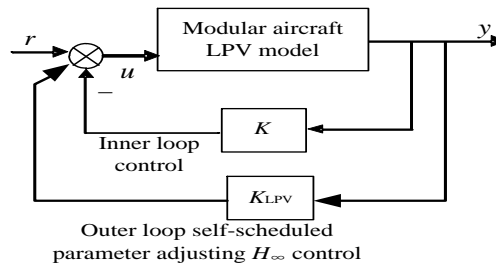 Modular aircraft
LPV model
r
u
y
−
K
Inner loop
control
KLPV
Outer loop self-scheduled
parameter adjusting H∞ control